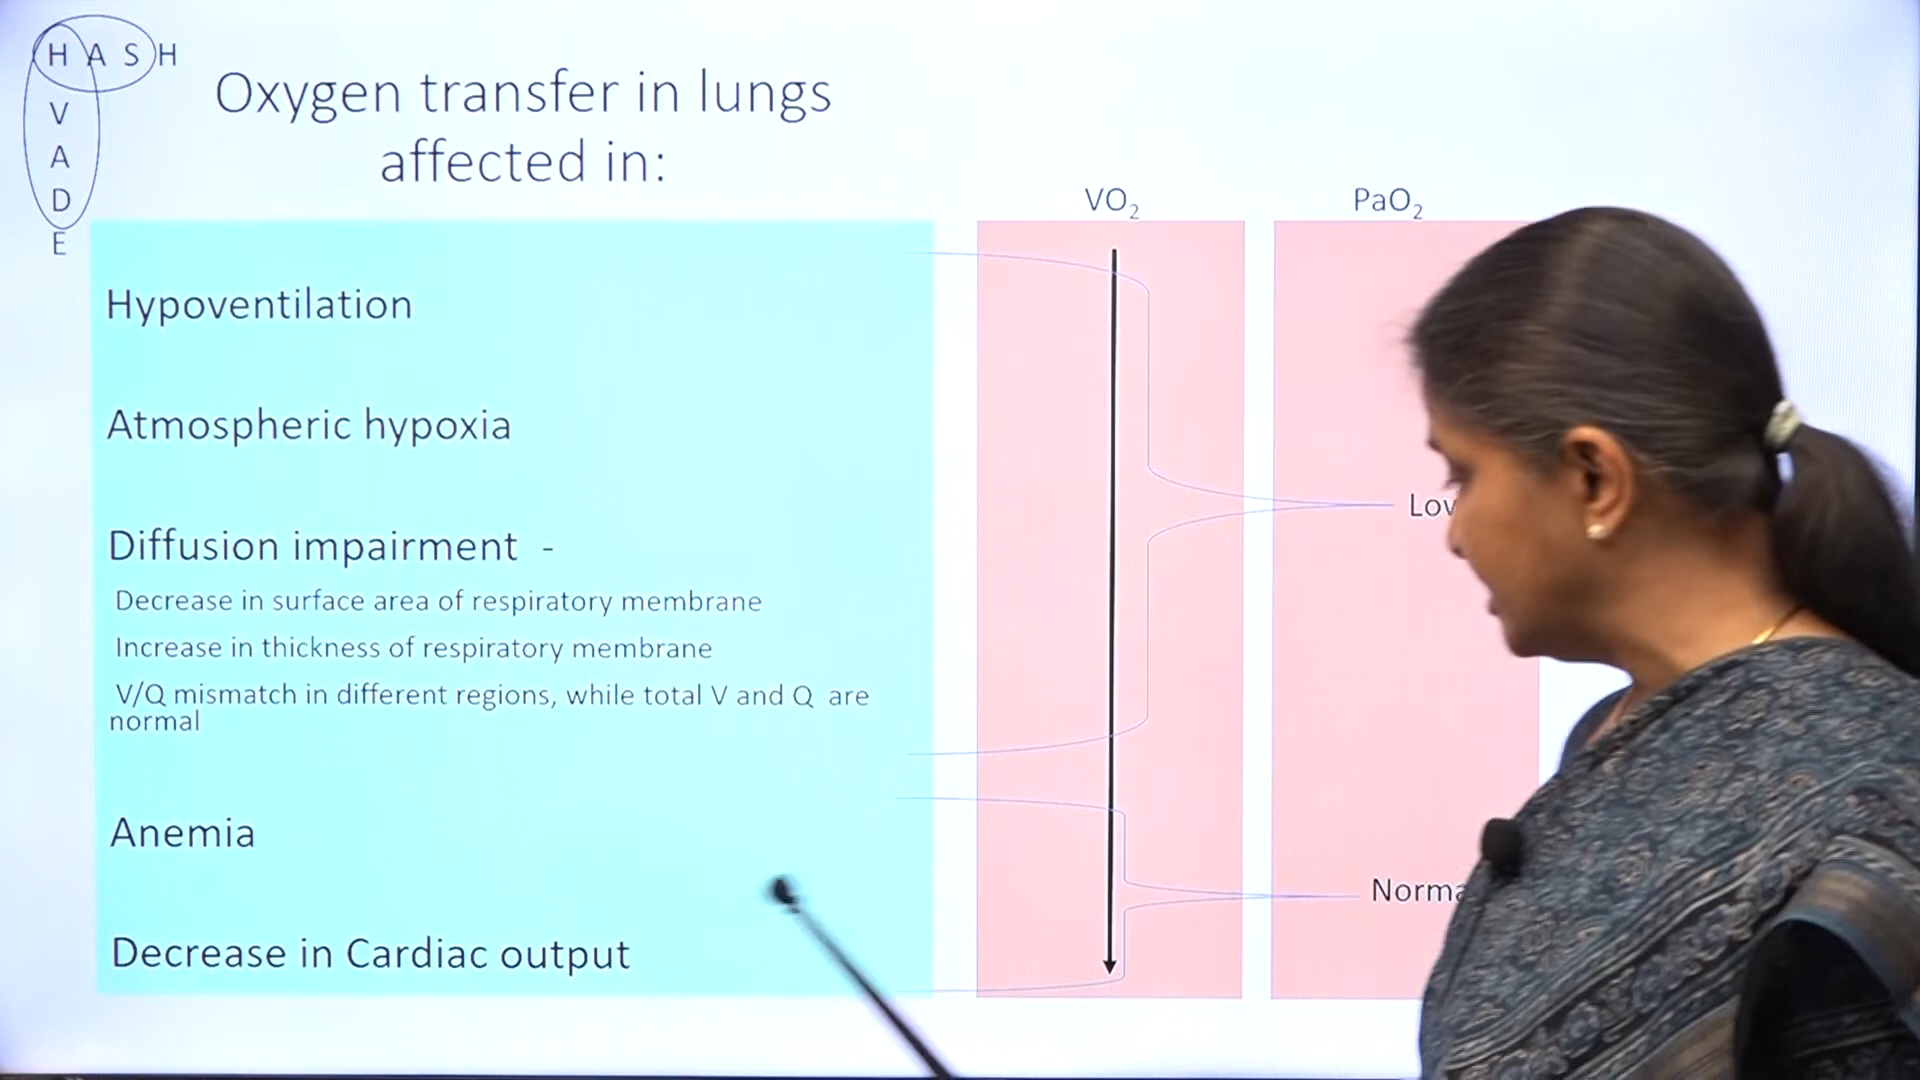 H A S H
V
A
D
E
Oxygen transfer in lungs
affected in:
VO₂
PaO₂
Hypoventilation
Atmospheric hypoxia
Diffusion impairment -
Decrease in surface area of respiratory membrane
Increase in thickness of respiratory membrane
V/Q mismatch in different regions, while total V and Q are
normal
Anemia
Decrease in Cardiac output